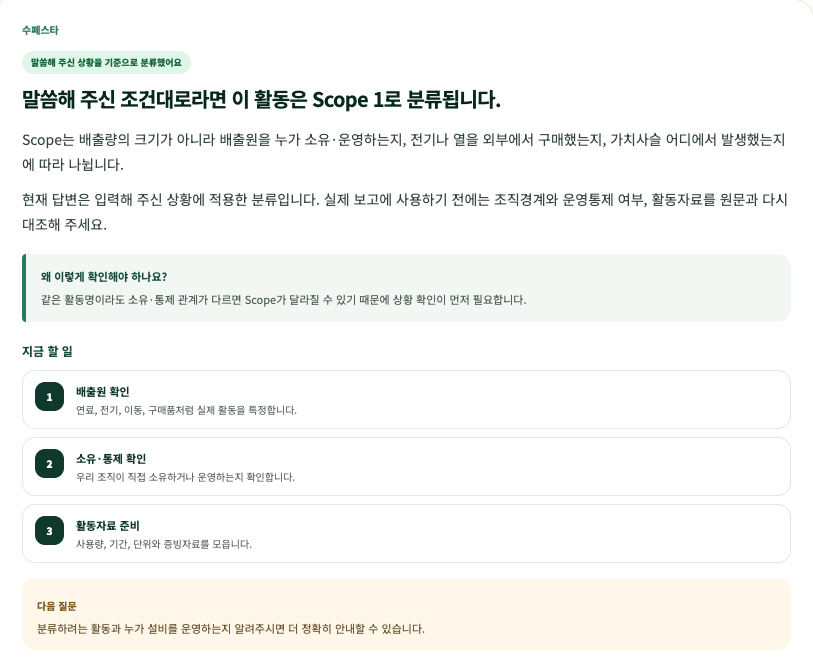 수페스타
말씀해 주신 상황을 기준으로 분류했어요
말씀해 주신 조건대로라면 이 활동은 Scope 1로 분류됩니다.
Scope는 배출량의 크기가 아니라 배출원을 누가 소유·운영하는지, 전기나 열을 외부에서 구매했는지, 가치사슬 어디에서 발생했는지
에 따라 나뉩니다.
현재 답변은 입력해 주신 상황에 적용한 분류입니다. 실제 보고에 사용하기 전에는 조직경계와 운영통제 여부, 활동자료를 원문과 다시
대조해 주세요.
왜 이렇게 확인해야 하나요?
같은 활동명이라도 소유·통제 관계가 다르면 Scope가 달라질 수 있기 때문에 상황 확인이 먼저 필요합니다.
지금 할 일
1
배출원 확인
연료, 전기, 이동, 구매품처럼 실제 활동을 특정합니다.
2
소유·통제 확인
우리 조직이 직접 소유하거나 운영하는지 확인합니다.
3
활동자료 준비
사용량, 기간, 단위와 증빙자료를 모읍니다.
다음 질문
분류하려는 활동과 누가 설비를 운영하는지 알려주시면 더 정확히 안내할 수 있습니다.